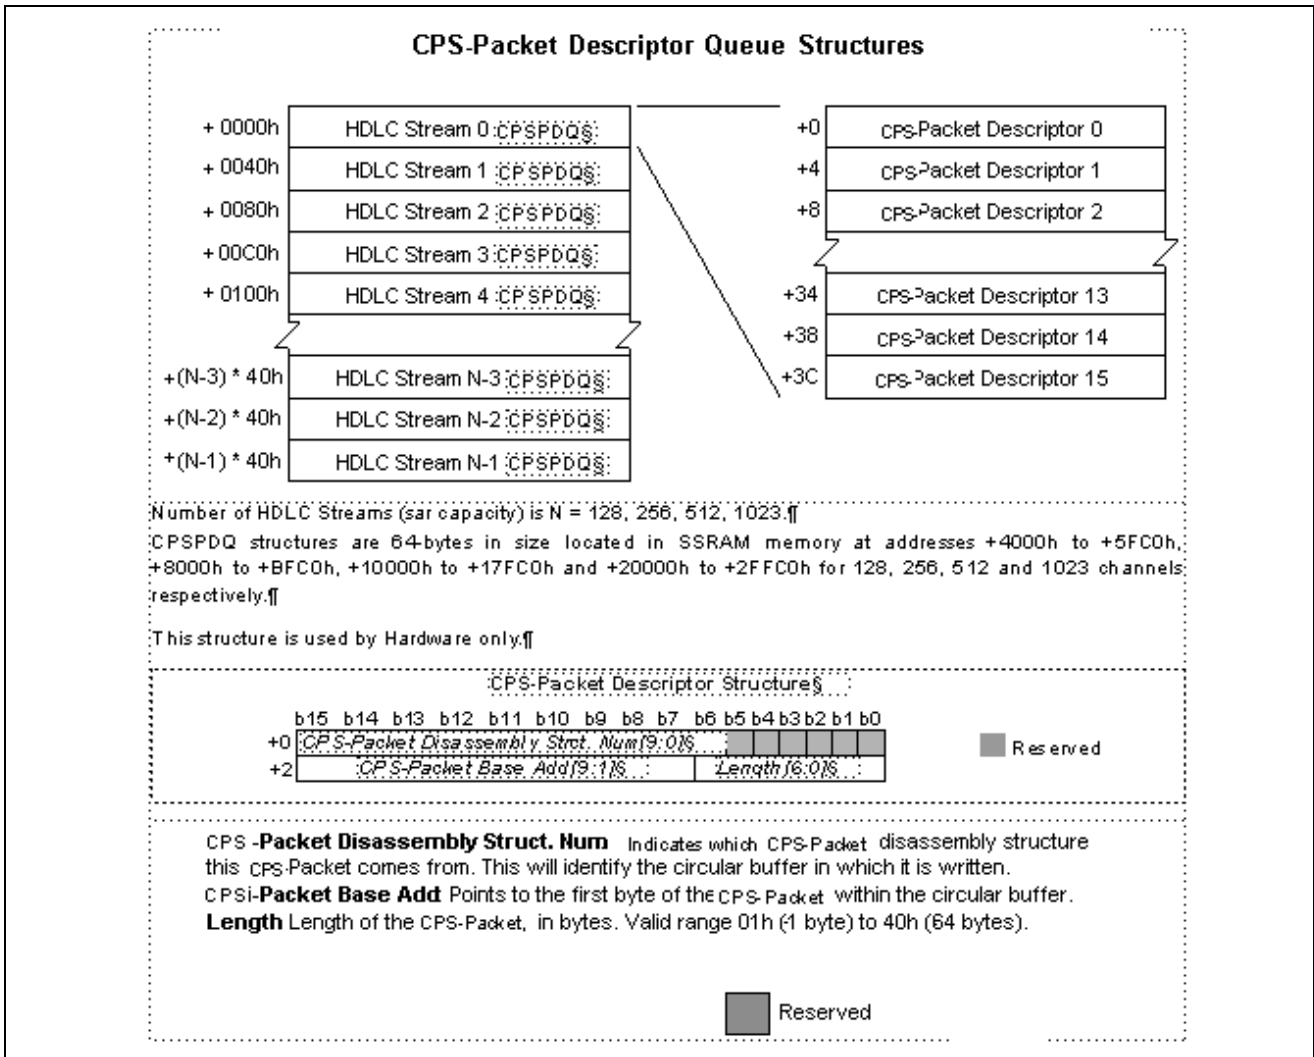 CPS-Packet Descriptor Queue Structures
+ 0000h HDLC Stream 0 CPSPDQ§
+ 0040h HDLC Stream 1 CPSPDQ§
+ 0080h HDLC Stream 2 CPSPDQ§
+ 00C0h HDLC Stream 3 CPSPDQ§
+ 0100h HDLC Stream 4 CPSPDQ§
+(N-3) * 40h HDLC Stream N-3 CPSPDQ§
+(N-2) * 40h HDLC Stream N-2 CPSPDQ§
+(N-1) * 40h HDLC Stream N-1 CPSPDQ§
+0 CPS-Packet Descriptor 0
+4 CPS-Packet Descriptor 1
+8 CPS-Packet Descriptor 2
+34 CPS-Packet Descriptor 13
+38 CPS-Packet Descriptor 14
+3C CPS-Packet Descriptor 15
Number of HDLC Streams (sar capacity) is N = 128, 256, 512, 1023.¶
CPSPDQ structures are 64-bytes in size located in SSRAM memory at addresses +4000h to +5FC0h,
+8000h to +BFC0h, +10000h to +17FC0h and +20000h to +2FFC0h for 128, 256, 512 and 1023 channels
respectively.¶
This structure is used by Hardware only.¶
CPS-Packet Descriptor Structure§
b15 b14 b13 b12 b11 b10 b9 b8 b7 b6 b5 b4 b3 b2 b1 b0
+0 CPS-Packet Disassembly Strct. Num[9:0]§
+2 CPS-Packet Base Add[9:1]§ Length[6:0]§
Reserved
CPS -Packet Disassembly Struct. Num Indicates which CPS-Packet disassembly structure
this CPS-Packet comes from. This will identify the circular buffer in which it is written.
CPSi-Packet Base Add Points to the first byte of the CPS-Packet within the circular buffer.
Length Length of the CPS-Packet, in bytes. Valid range 01h (1 byte) to 40h (64 bytes).
Reserved